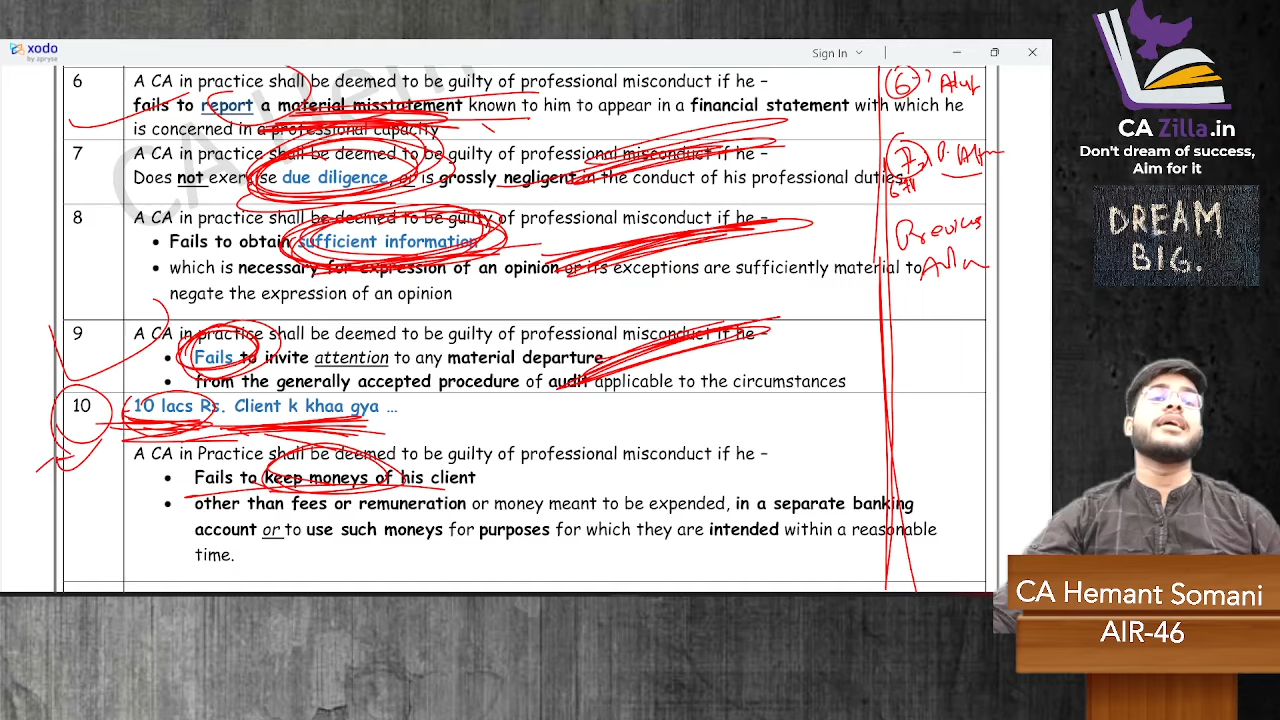 xodo
by apryse
Sign In
6
A CA in practice shall be deemed to be guilty of professional misconduct if he –
fails to report a material misstatement known to him to appear in a financial statement with which he
is concerned in a professional capacity
7
A CA in practice shall be deemed to be guilty of professional misconduct if he –
Does not exercise due diligence, or is grossly negligent in the conduct of his professional duties.
8
A CA in practice shall be deemed to be guilty of professional misconduct if he –
• Fails to obtain sufficient information
• which is necessary for expression of an opinion or its exceptions are sufficiently material to
negate the expression of an opinion
9
A CA in practice shall be deemed to be guilty of professional misconduct if he –
• Fails to invite attention to any material departure
• from the generally accepted procedure of audit applicable to the circumstances
10
10 lacs Rs. Client k khaa gya …
A CA in Practice shall be deemed to be guilty of professional misconduct if he –
• Fails to keep moneys of his client
• other than fees or remuneration or money meant to be expended, in a separate banking
account or to use such moneys for purposes for which they are intended within a reasonable
time.
CA Hem
6
7
CA Zilla.in
Don't dream of success,
Aim for it
DREAM
BIG.
CA Hemant Somani
AIR-46